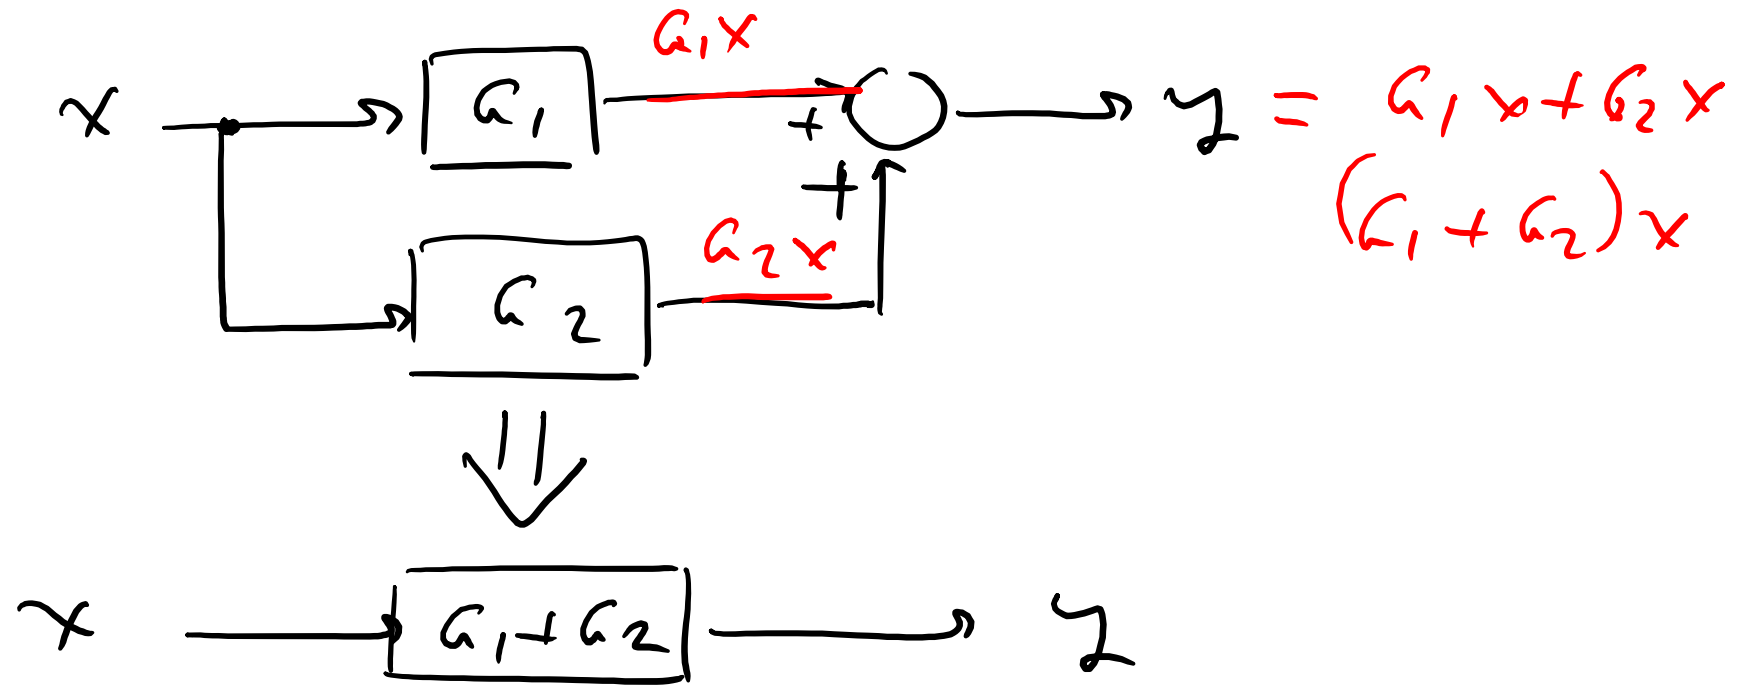 G₁x
x G₁ + y = G₁x + G₂x
+ (G₁ + G₂)x
G₂ G₂x
x G₁ + G₂ y